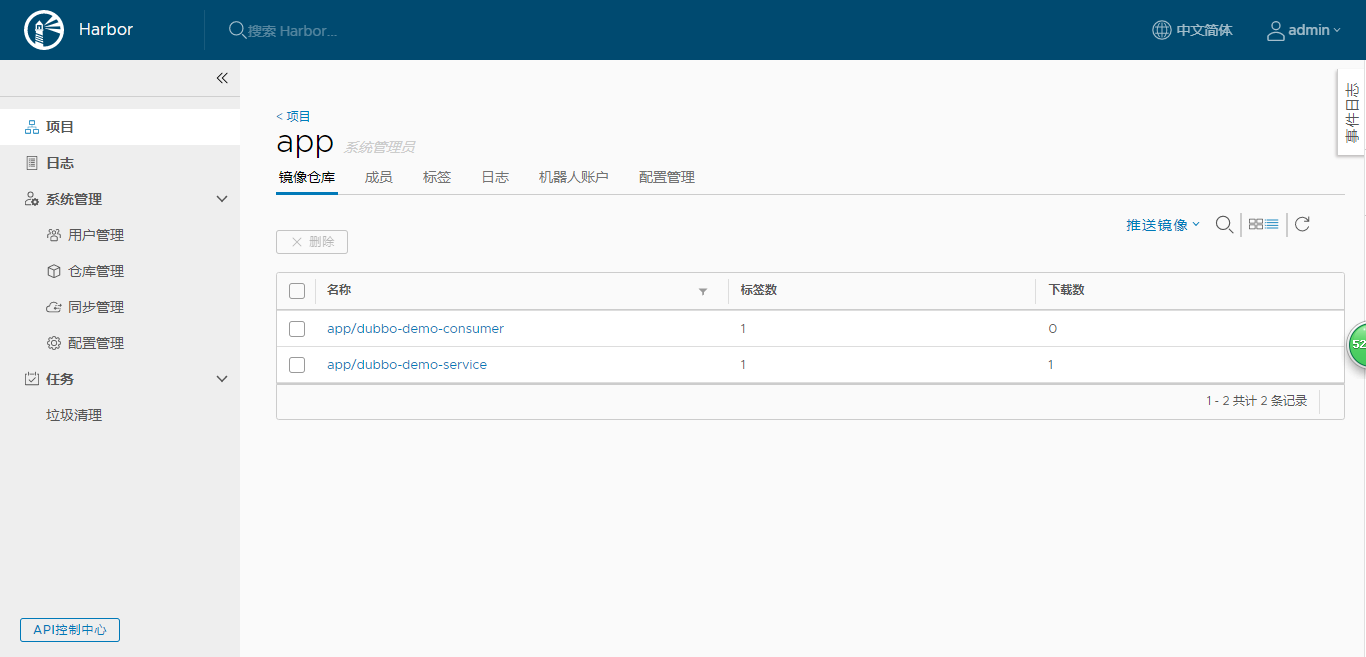 Harbor
搜索 Harbor...
中文简体
admin
事件日志
项目
日志
系统管理
用户管理
仓库管理
同步管理
配置管理
任务
垃圾清理
API控制中心
< 项目
app 系统管理员
镜像仓库 成员 标签 日志 机器人账户 配置管理
推送镜像
删除
名称 标签数 下载数
app/dubbo-demo-consumer 1 0
app/dubbo-demo-service 1 1
1 - 2 共计 2 条记录
52